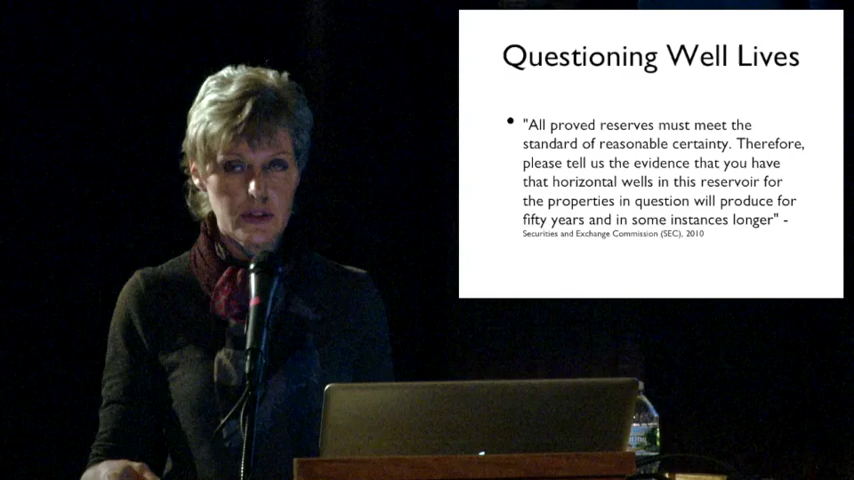 Questioning Well Lives
• "All proved reserves must meet the
standard of reasonable certainty. Therefore,
please tell us the evidence that you have
that horizontal wells in this reservoir for
the properties in question will produce for
fifty years and in some instances longer" -
Securities and Exchange Commission (SEC), 2010